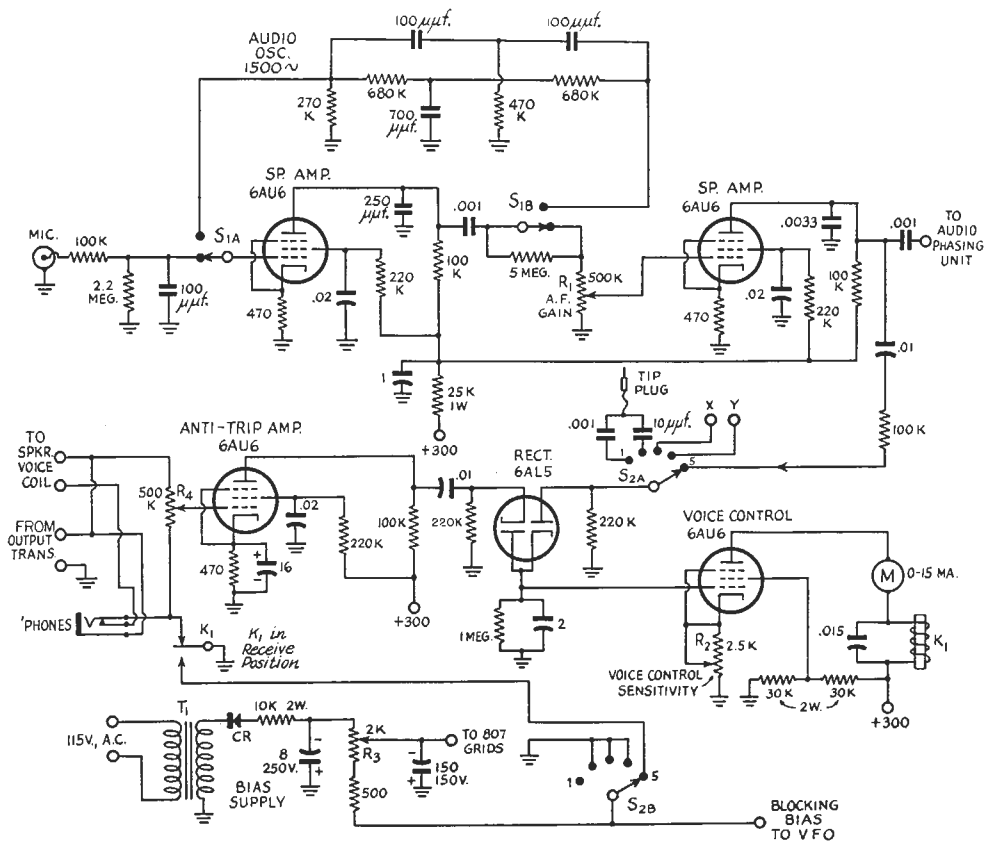 100 μμf.
100 μμf.
AUDIO
OSC.
1500~
680K
680K
270
K
700
μμf.
470
K
SP. AMP.
6AU6
SP. AMP.
6AU6
250
μμf.
.001
S1B
.0033
.001
TO
AUDIO
PHASING
UNIT
MIC.
100K
S1A
2.2
MEG.
100
μμf.
470
.02
220
K
100
K
5 MEG.
R1
500K
A.F.
GAIN
470
.02
220
K
100
K
.01
1
25K
1W
+300
TIP
PLUG
.001
10μμf.
X
Y
1
5
S2A
100K
TO
SPKR.
VOICE
COIL
FROM
OUTPUT
TRANS.
'PHONES
ANTI-TRIP AMP.
6AU6
500
K
R4
.02
470
+
-
16
220K
100K
+300
.01
220K
RECT.
6AL5
220
K
1 MEG.
2
VOICE CONTROL
6AU6
M
0-15 MA.
.015
K1
R2
2.5K
VOICE CONTROL
SENSITIVITY
30K
30K
2W.
+300
K1
K1 in
Receive
Position
T1
115V., A.C.
CR
10K 2W.
BIAS
SUPPLY
-
8
250V.
+
2K
R3
500
-
150
150V.
+
TO 807
GRIDS
1
5
S2B
BLOCKING
BIAS
TO VFO